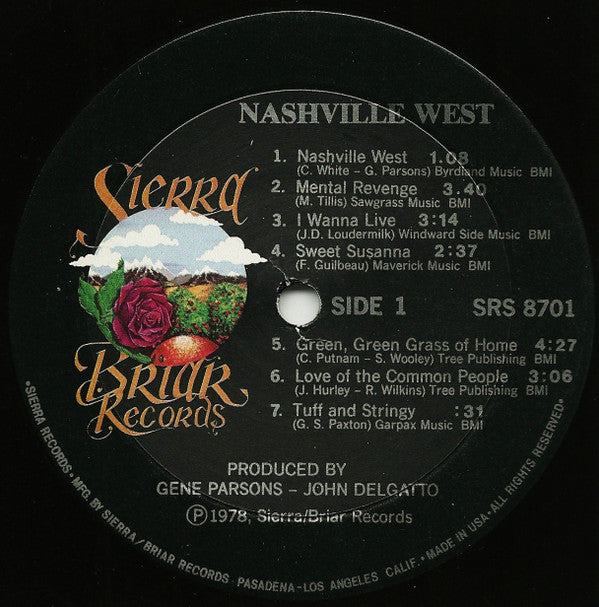 NASHVILLE WEST
Sierra
1. Nashville West 1.08
(C. White – G. Parsons) Byrdland Music BMI
2. Mental Revenge 3.40
(M. Tillis) Sawgrass Music BMI
3. I Wanna Live 3:14
(J.D. Loudermilk) Windward Side Music BMI
4. Sweet Susanna 2:37
(F. Guilbeau) Maverick Music BMI
SIDE 1 SRS 8701
5. Green, Green Grass of Home 4:27
(C. Putnam – S. Wooley) Tree Publishing BMI
6. Love of the Common People 3:06
(J. Hurley – R. Wilkins) Tree Publishing BMI
7. Tuff and Stringy :31
(G. S. Paxton) Garpax Music BMI
Briar
Records
PRODUCED BY
GENE PARSONS – JOHN DELGATTO
Ⓟ1978, Sierra/Briar Records
•SIERRA RECORDS•MFG. BY SIERRA/BRIAR RECORDS PASADENA–LOS ANGELES CALIF.•MADE IN USA•ALL RIGHTS RESERVED•